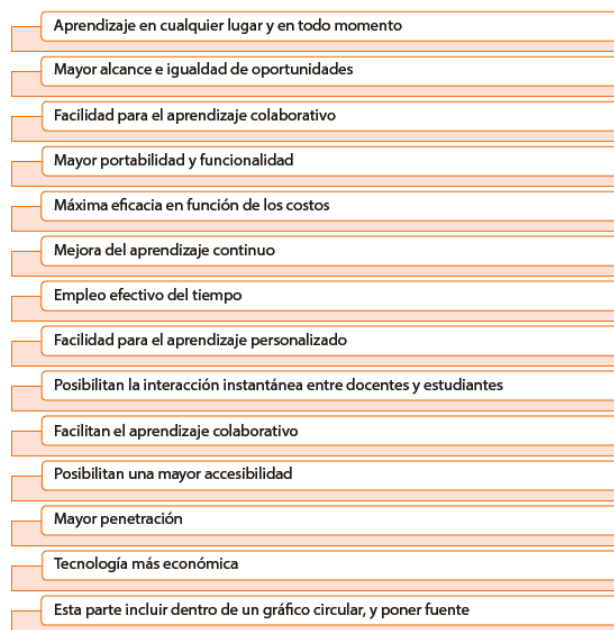 Aprendizaje en cualquier lugar y en todo momento
Mayor alcance e igualdad de oportunidades
Facilidad para el aprendizaje colaborativo
Mayor portabilidad y funcionalidad
Máxima eficacia en función de los costos
Mejora del aprendizaje continuo
Empleo efectivo del tiempo
Facilidad para el aprendizaje personalizado
Posibilitan la interacción instantánea entre docentes y estudiantes
Facilitan el aprendizaje colaborativo
Posibilitan una mayor accesibilidad
Mayor penetración
Tecnología más económica
Esta parte incluir dentro de un gráfico circular, y poner fuente